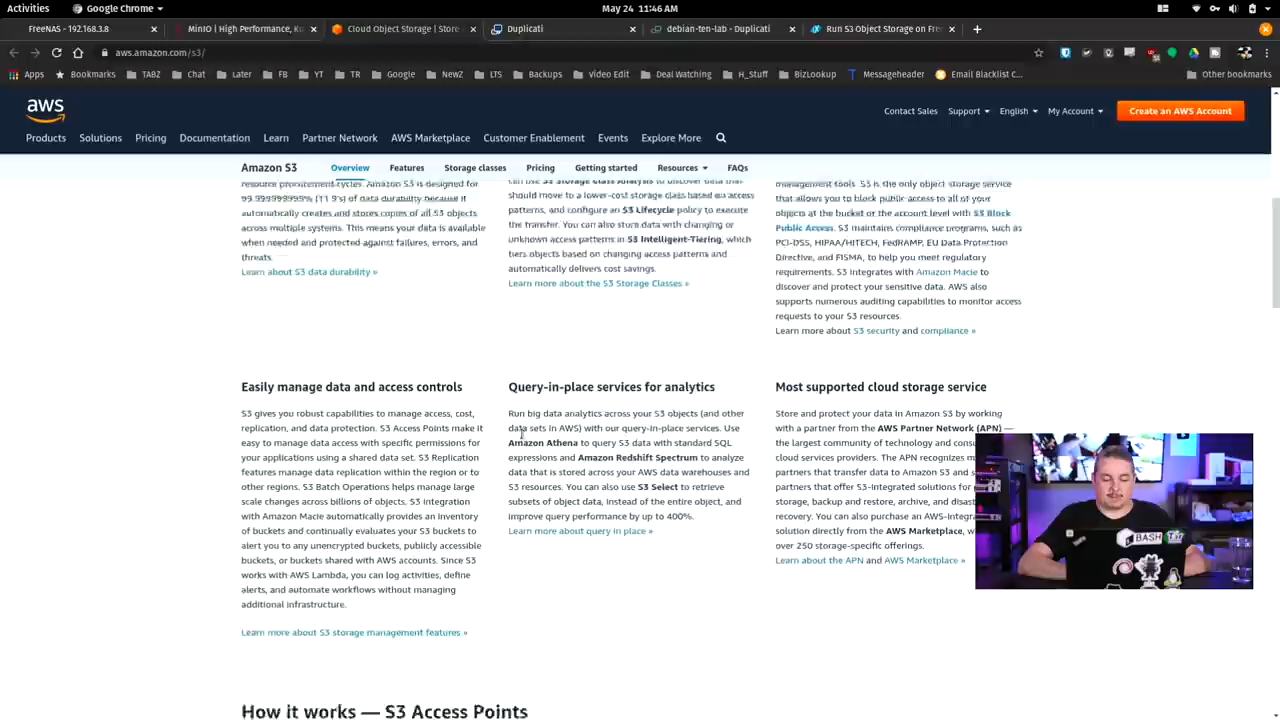 Activities
Google Chrome
May 24 11:46 AM
FreeNAS - 192.168.3.8
MinIO | High Performance, Ku
Cloud Object Storage | Store
Duplicati
debian-ten-lab - Duplicati
Run S3 Object Storage on Fre
aws.amazon.com/s3/
Apps
Bookmarks
TABZ
Chat
Later
FB
YT
TR
Google
NewZ
LTS
Backups
Video Edit
Deal Watching
H_Stuff
BizLookup
Messageheader
Email Blacklist C...
Other bookmarks
aws
Contact Sales
Support
English
My Account
Create an AWS Account
Products
Solutions
Pricing
Documentation
Learn
Partner Network
AWS Marketplace
Customer Enablement
Events
Explore More
Amazon S3
Overview
Features
Storage classes
Pricing
Getting started
Resources
FAQs
resource procurement cycles. Amazon S3 is designed for
99.999999999% (11 9's) of data durability because it
automatically creates and stores copies of all S3 objects
across multiple systems. This means your data is available
when needed and protected against failures, errors, and
threats.
Learn about S3 data durability »
can use S3 Storage Class Analysis to discover data that
should move to a lower-cost storage class based on access
patterns, and configure an S3 Lifecycle policy to execute
the transfer. You can also store data with changing or
unknown access patterns in S3 Intelligent-Tiering, which
tiers objects based on changing access patterns and
automatically delivers cost savings.
Learn more about the S3 Storage Classes »
management tools. S3 is the only object storage service
that allows you to block public access to all of your
objects at the bucket or the account level with S3 Block
Public Access. S3 maintains compliance programs, such as
PCI-DSS, HIPAA/HITECH, FedRAMP, EU Data Protection
Directive, and FISMA, to help you meet regulatory
requirements. S3 integrates with Amazon Macie to
discover and protect your sensitive data. AWS also
supports numerous auditing capabilities to monitor access
requests to your S3 resources.
Learn more about S3 security and compliance »
Easily manage data and access controls
S3 gives you robust capabilities to manage access, cost,
replication, and data protection. S3 Access Points make it
easy to manage data access with specific permissions for
your applications using a shared data set. S3 Replication
features manage data replication within the region or to
other regions. S3 Batch Operations helps manage large
scale changes across billions of objects. S3 integration
with Amazon Macie automatically provides an inventory
of buckets and continually evaluates your S3 buckets to
alert you to any unencrypted buckets, publicly accessible
buckets, or buckets shared with AWS accounts. Since S3
works with AWS Lambda, you can log activities, define
alerts, and automate workflows without managing
additional infrastructure.
Learn more about S3 storage management features »
Query-in-place services for analytics
Run big data analytics across your S3 objects (and other
data sets in AWS) with our query-in-place services. Use
Amazon Athena to query S3 data with standard SQL
expressions and Amazon Redshift Spectrum to analyze
data that is stored across your AWS data warehouses and
S3 resources. You can also use S3 Select to retrieve
subsets of object data, instead of the entire object, and
improve query performance by up to 400%.
Learn more about query in place »
Most supported cloud storage service
Store and protect your data in Amazon S3 by working
with a partner from the AWS Partner Network (APN) —
the largest community of technology and consu
cloud services providers. The APN recognizes m
partners that transfer data to Amazon S3 and s
partners that offer S3-integrated solutions for
storage, backup and restore, archive, and disast
recovery. You can also purchase an AWS-integra
solution directly from the AWS Marketplace, w
over 250 storage-specific offerings.
Learn about the APN and AWS Marketplace »
BASH
How it works — S3 Access Points